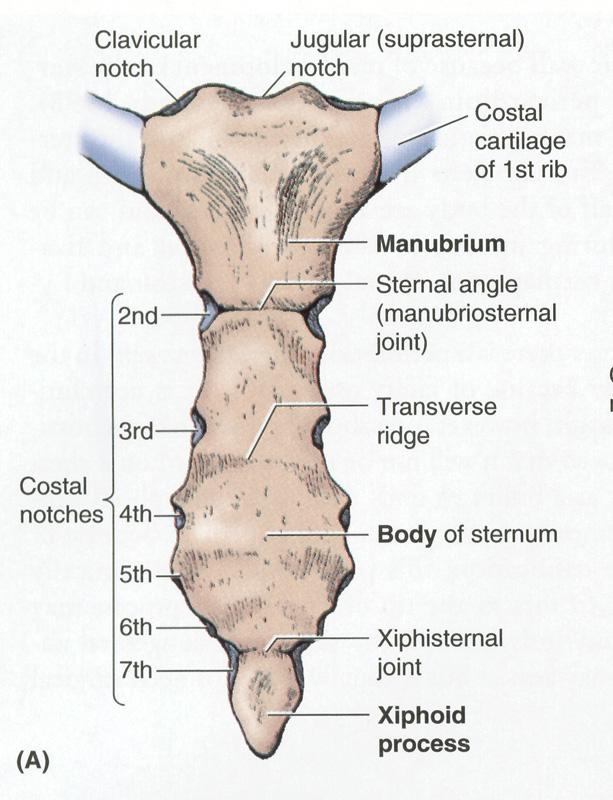 Clavicular
notch
Jugular (suprasternal)
notch
Costal
cartilage
of 1st rib
Manubrium
Sternal angle
(manubriosternal
joint)
2nd
Transverse
ridge
3rd
Costal
notches
4th
Body of sternum
5th
6th
Xiphisternal
joint
7th
Xiphoid
process
(A)